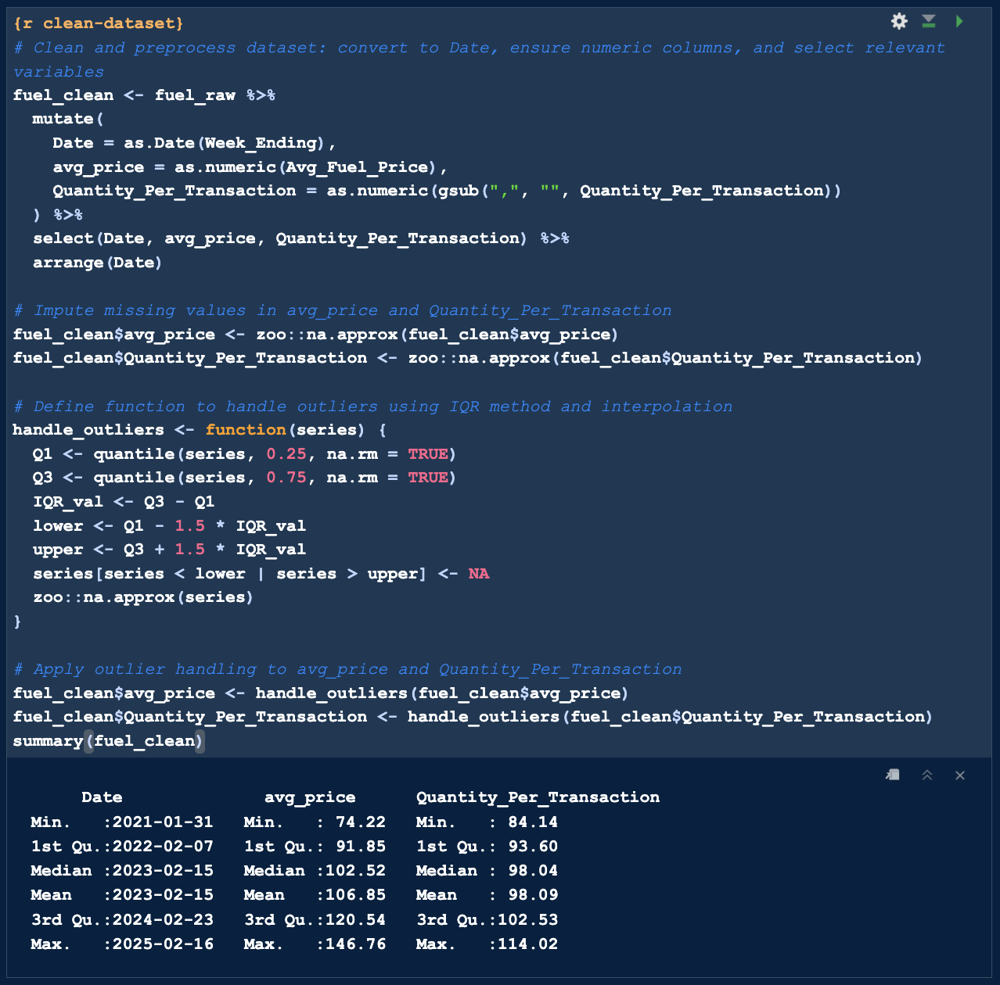 {r clean-dataset}
# Clean and preprocess dataset: convert to Date, ensure numeric columns, and select relevant
variables
fuel_clean <- fuel_raw %>%
  mutate(
    Date = as.Date(Week_Ending),
    avg_price = as.numeric(Avg_Fuel_Price),
    Quantity_Per_Transaction = as.numeric(gsub(",", "", Quantity_Per_Transaction))
  ) %>%
  select(Date, avg_price, Quantity_Per_Transaction) %>%
  arrange(Date)

# Impute missing values in avg_price and Quantity_Per_Transaction
fuel_clean$avg_price <- zoo::na.approx(fuel_clean$avg_price)
fuel_clean$Quantity_Per_Transaction <- zoo::na.approx(fuel_clean$Quantity_Per_Transaction)

# Define function to handle outliers using IQR method and interpolation
handle_outliers <- function(series) {
  Q1 <- quantile(series, 0.25, na.rm = TRUE)
  Q3 <- quantile(series, 0.75, na.rm = TRUE)
  IQR_val <- Q3 - Q1
  lower <- Q1 - 1.5 * IQR_val
  upper <- Q3 + 1.5 * IQR_val
  series[series < lower | series > upper] <- NA
  zoo::na.approx(series)
}

# Apply outlier handling to avg_price and Quantity_Per_Transaction
fuel_clean$avg_price <- handle_outliers(fuel_clean$avg_price)
fuel_clean$Quantity_Per_Transaction <- handle_outliers(fuel_clean$Quantity_Per_Transaction)
summary(fuel_clean)
      Date              avg_price      Quantity_Per_Transaction
 Min.   :2021-01-31   Min.   : 74.22   Min.   : 84.14
 1st Qu.:2022-02-07   1st Qu.: 91.85   1st Qu.: 93.60
 Median :2023-02-15   Median :102.52   Median : 98.04
 Mean   :2023-02-15   Mean   :106.85   Mean   : 98.09
 3rd Qu.:2024-02-23   3rd Qu.:120.54   3rd Qu.:102.53
 Max.   :2025-02-16   Max.   :146.76   Max.   :114.02